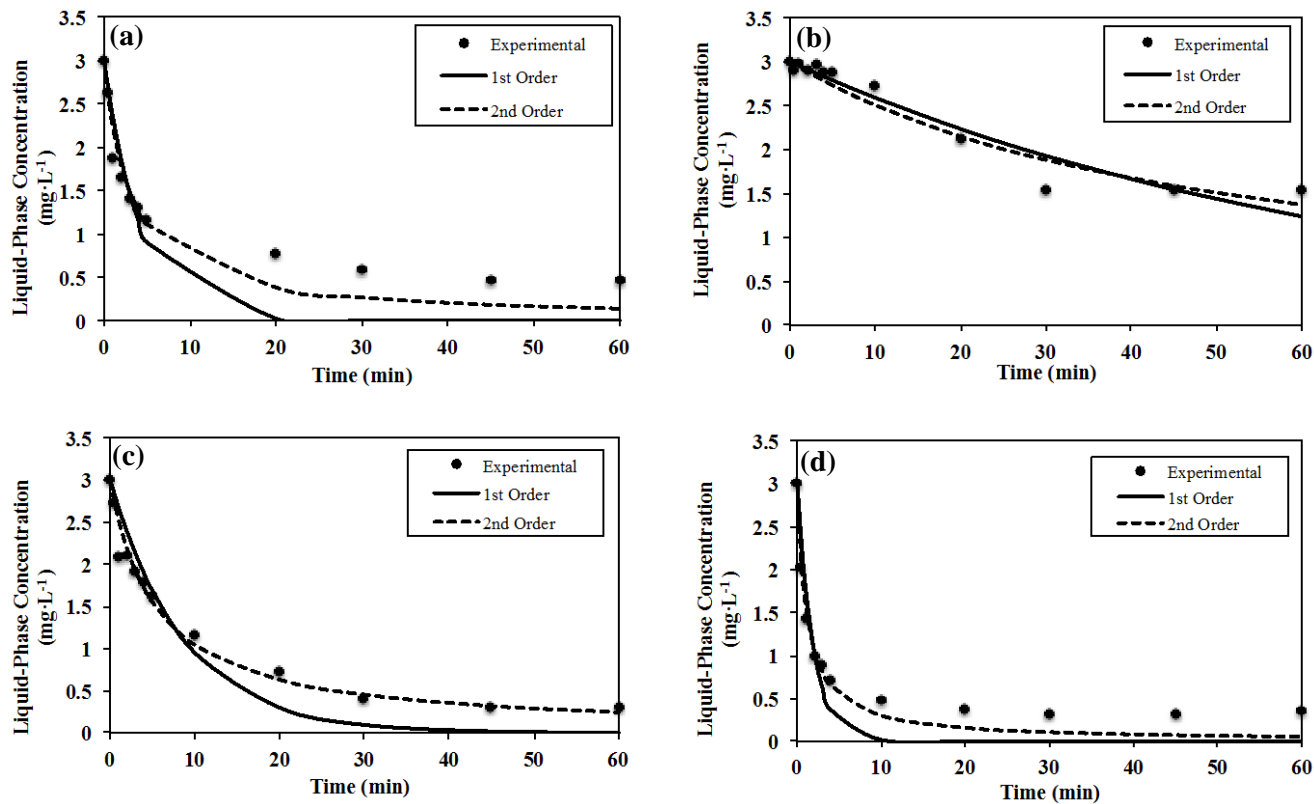 (a)
Experimental
1st Order
2nd Order
Liquid-Phase Concentration
(mg·L⁻¹)
3.5
3
2.5
2
1.5
1
0.5
0
0 10 20 30 40 50 60
Time (min)
(b)
Experimental
1st Order
2nd Order
Liquid-Phase Concentration
(mg·L⁻¹)
3.5
3
2.5
2
1.5
1
0.5
0
0 10 20 30 40 50 60
Time (min)
(c)
Experimental
1st Order
2nd Order
Liquid-Phase Concentration
(mg·L⁻¹)
3.5
3
2.5
2
1.5
1
0.5
0
0 10 20 30 40 50 60
Time (min)
(d)
Experimental
1st Order
2nd Order
Liquid-Phase Concentration
(mg·L⁻¹)
3.5
3
2.5
2
1.5
1
0.5
0
0 10 20 30 40 50 60
Time (min)